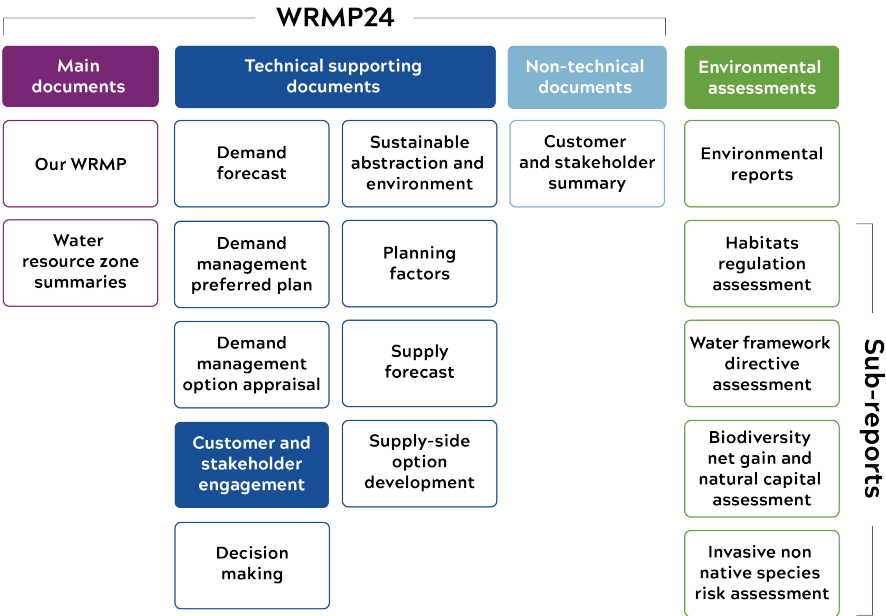 WRMP24
Main
documents
Technical supporting
documents
Non-technical
documents
Environmental
assessments
Our WRMP
Water
resource zone
summaries
Demand
forecast
Demand
management
preferred plan
Demand
management
option appraisal
Customer and
stakeholder
engagement
Decision
making
Sustainable
abstraction and
environment
Planning
factors
Supply
forecast
Supply-side
option
development
Customer
and stakeholder
summary
Environmental
reports
Habitats
regulation
assessment
Water framework
directive
assessment
Biodiversity
net gain and
natural capital
assessment
Invasive non
native species
risk assessment
Sub-reports